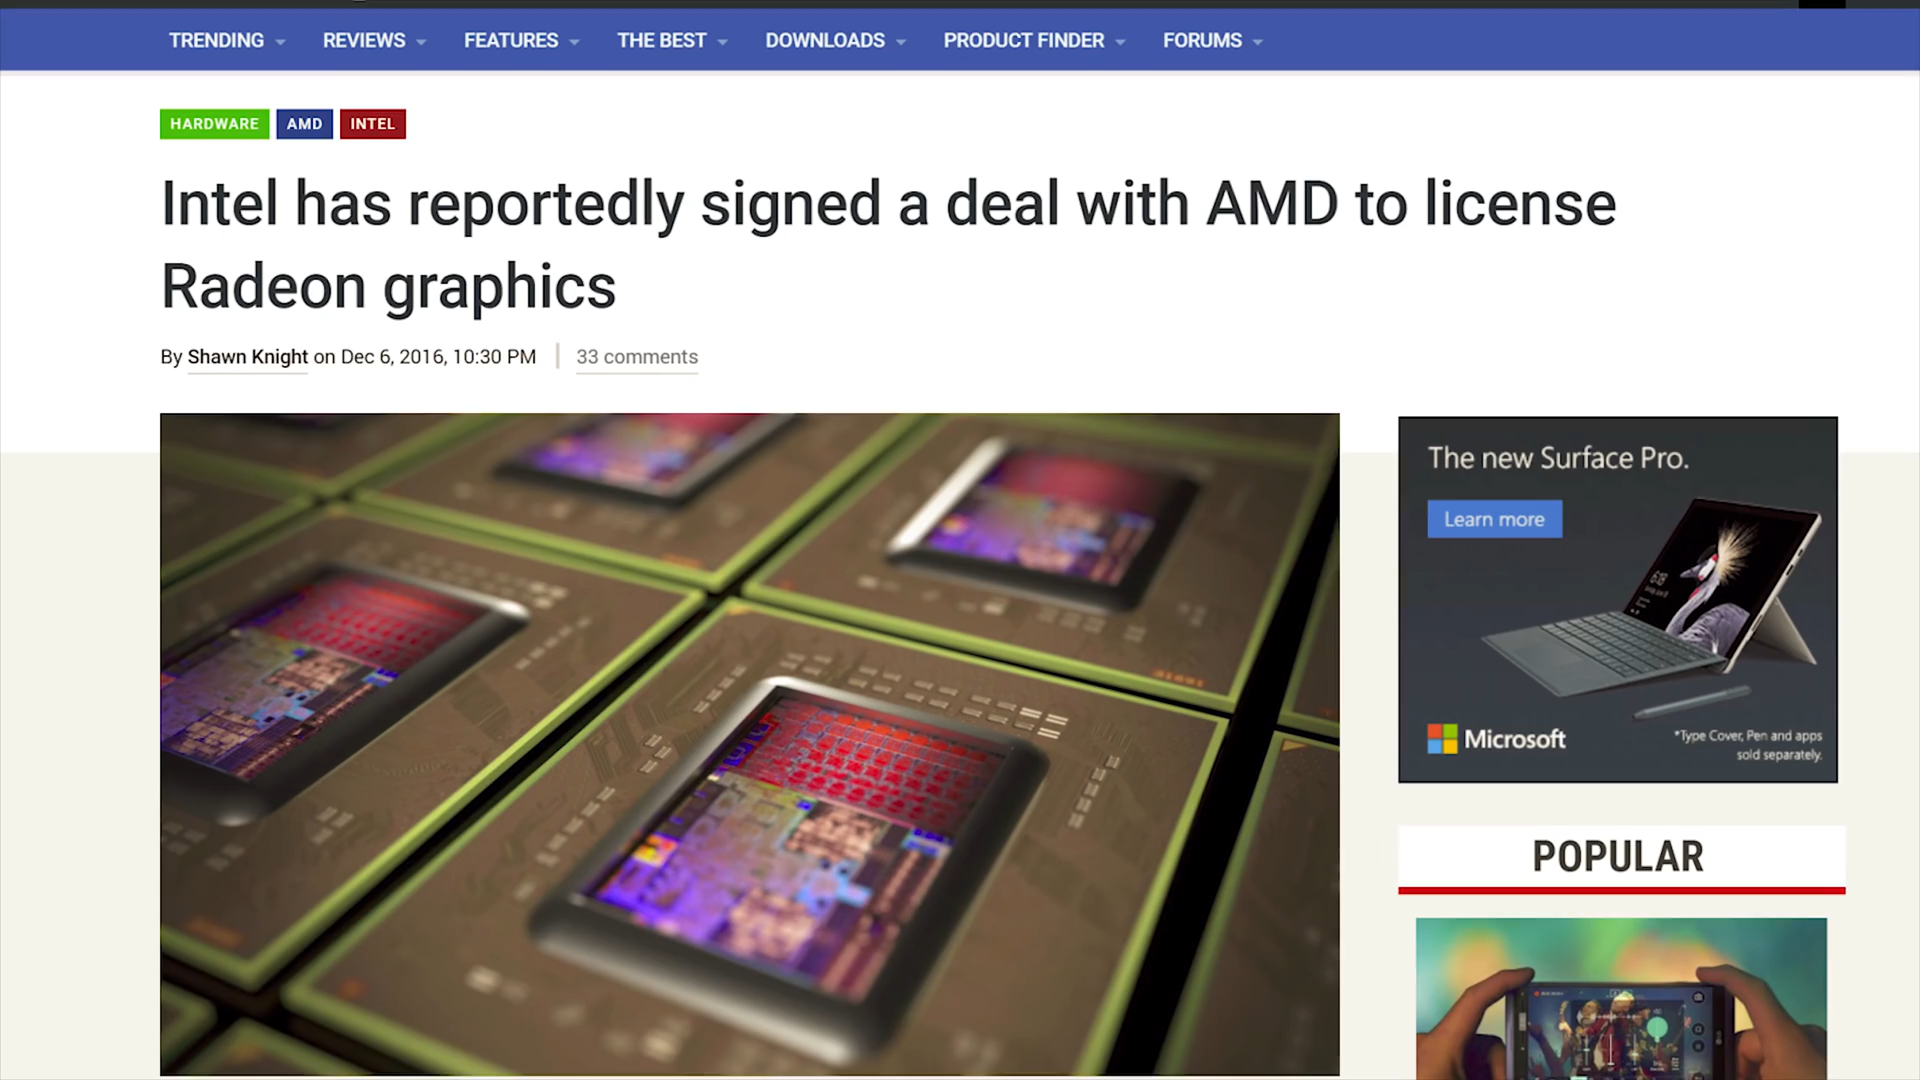 TRENDING
REVIEWS
FEATURES
THE BEST
DOWNLOADS
PRODUCT FINDER
FORUMS
HARDWARE
AMD
INTEL
Intel has reportedly signed a deal with AMD to license
Radeon graphics
By Shawn Knight on Dec 6, 2016, 10:30 PM
33 comments
The new Surface Pro.
Learn more
6:18
Microsoft
*Type Cover, Pen and apps
sold separately.
POPULAR